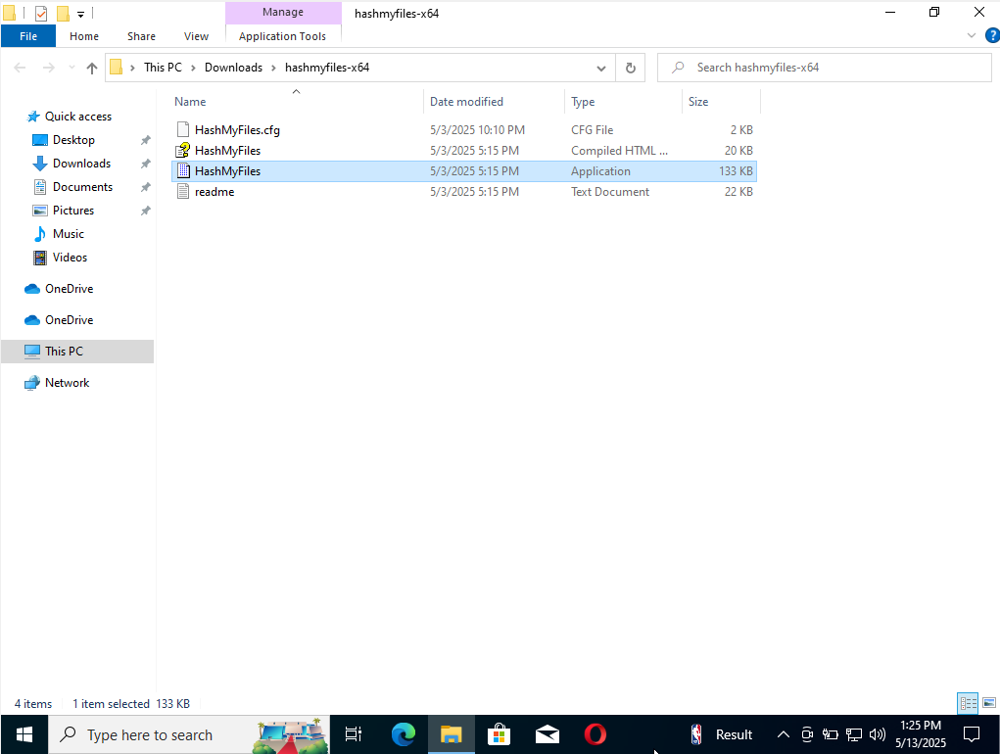 Manage
hashmyfiles-x64
File
Home
Share
View
Application Tools
?
This PC
Downloads
hashmyfiles-x64
Search hashmyfiles-x64
Name
Date modified
Type
Size
HashMyFiles.cfg
5/3/2025 10:10 PM
CFG File
2 KB
HashMyFiles
5/3/2025 5:15 PM
Compiled HTML ...
20 KB
HashMyFiles
5/3/2025 5:15 PM
Application
133 KB
readme
5/3/2025 5:15 PM
Text Document
22 KB
Quick access
Desktop
Downloads
Documents
Pictures
Music
Videos
OneDrive
OneDrive
This PC
Network
4 items
1 item selected 133 KB
Type here to search
Result
1:25 PM
5/13/2025